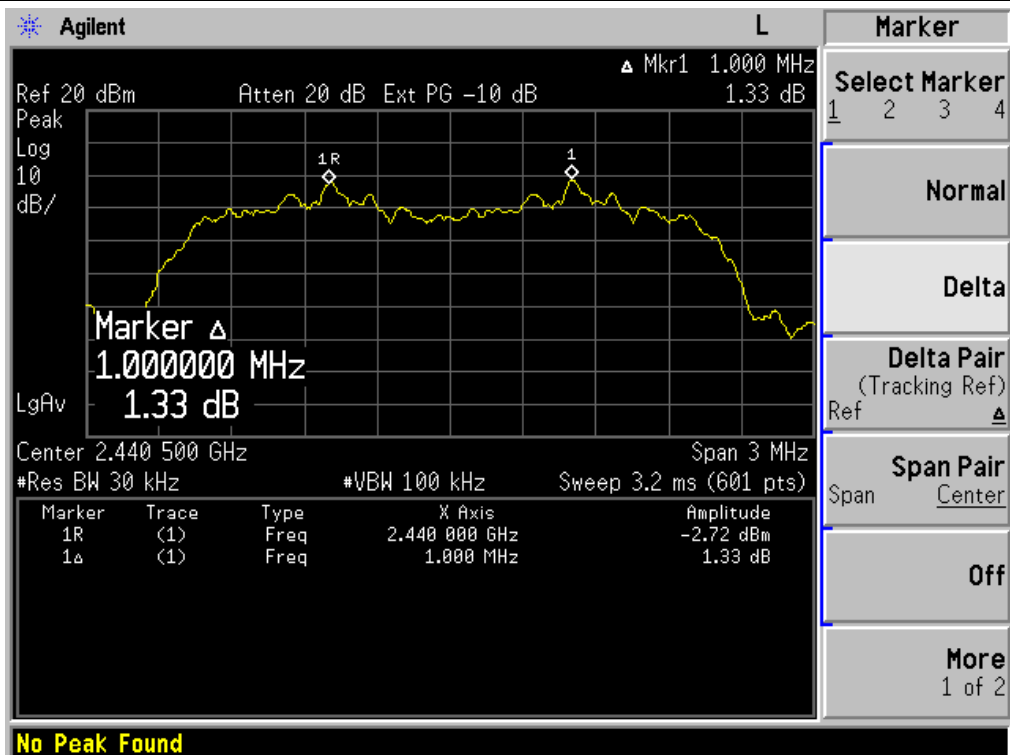 Agilent L
Δ Mkr1 1.000 MHz
Ref 20 dBm Atten 20 dB Ext PG -10 dB 1.33 dB
Peak
Log
10
dB/
1R
1
Marker Δ
1.000000 MHz
1.33 dB
LgAv
Center 2.440 500 GHz Span 3 MHz
#Res BW 30 kHz #VBW 100 kHz Sweep 3.2 ms (601 pts)
Marker Trace Type X Axis Amplitude
1R (1) Freq 2.440 000 GHz -2.72 dBm
1Δ (1) Freq 1.000 MHz 1.33 dB
No Peak Found
Marker
Select Marker
1 2 3 4
Normal
Delta
Delta Pair
(Tracking Ref)
Ref Δ
Span Pair
Span Center
Off
More
1 of 2